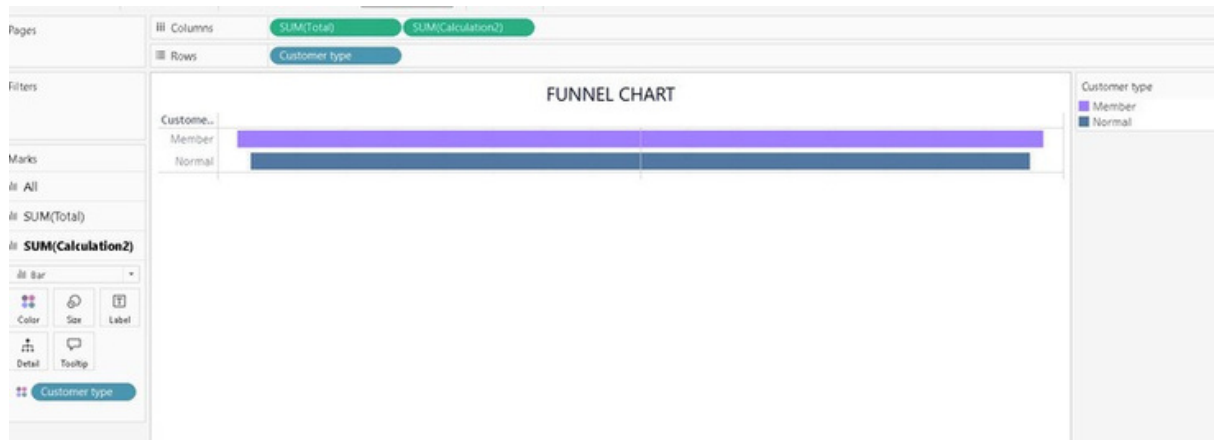 Pages
Columns
SUM(Total)
SUM(Calculation2)
Rows
Customer type
Filters
FUNNEL CHART
Custome..
Member
Normal
Customer type
Member
Normal
Marks
All
SUM(Total)
SUM(Calculation2)
Bar
Color
Size
Label
Detail
Tooltip
Customer type